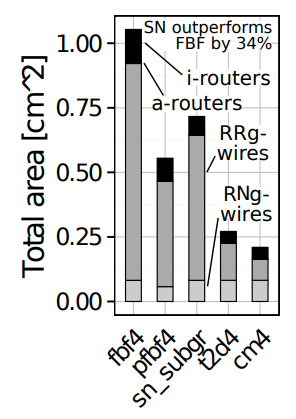 SN outperforms
FBF by 34%
i-routers
a-routers
RRg-
wires
RNg-
wires
Total area [cm^2]
1.00
0.75
0.50
0.25
0.00
fbf4
pfbf4
sn_subgr
t2d4
cm4